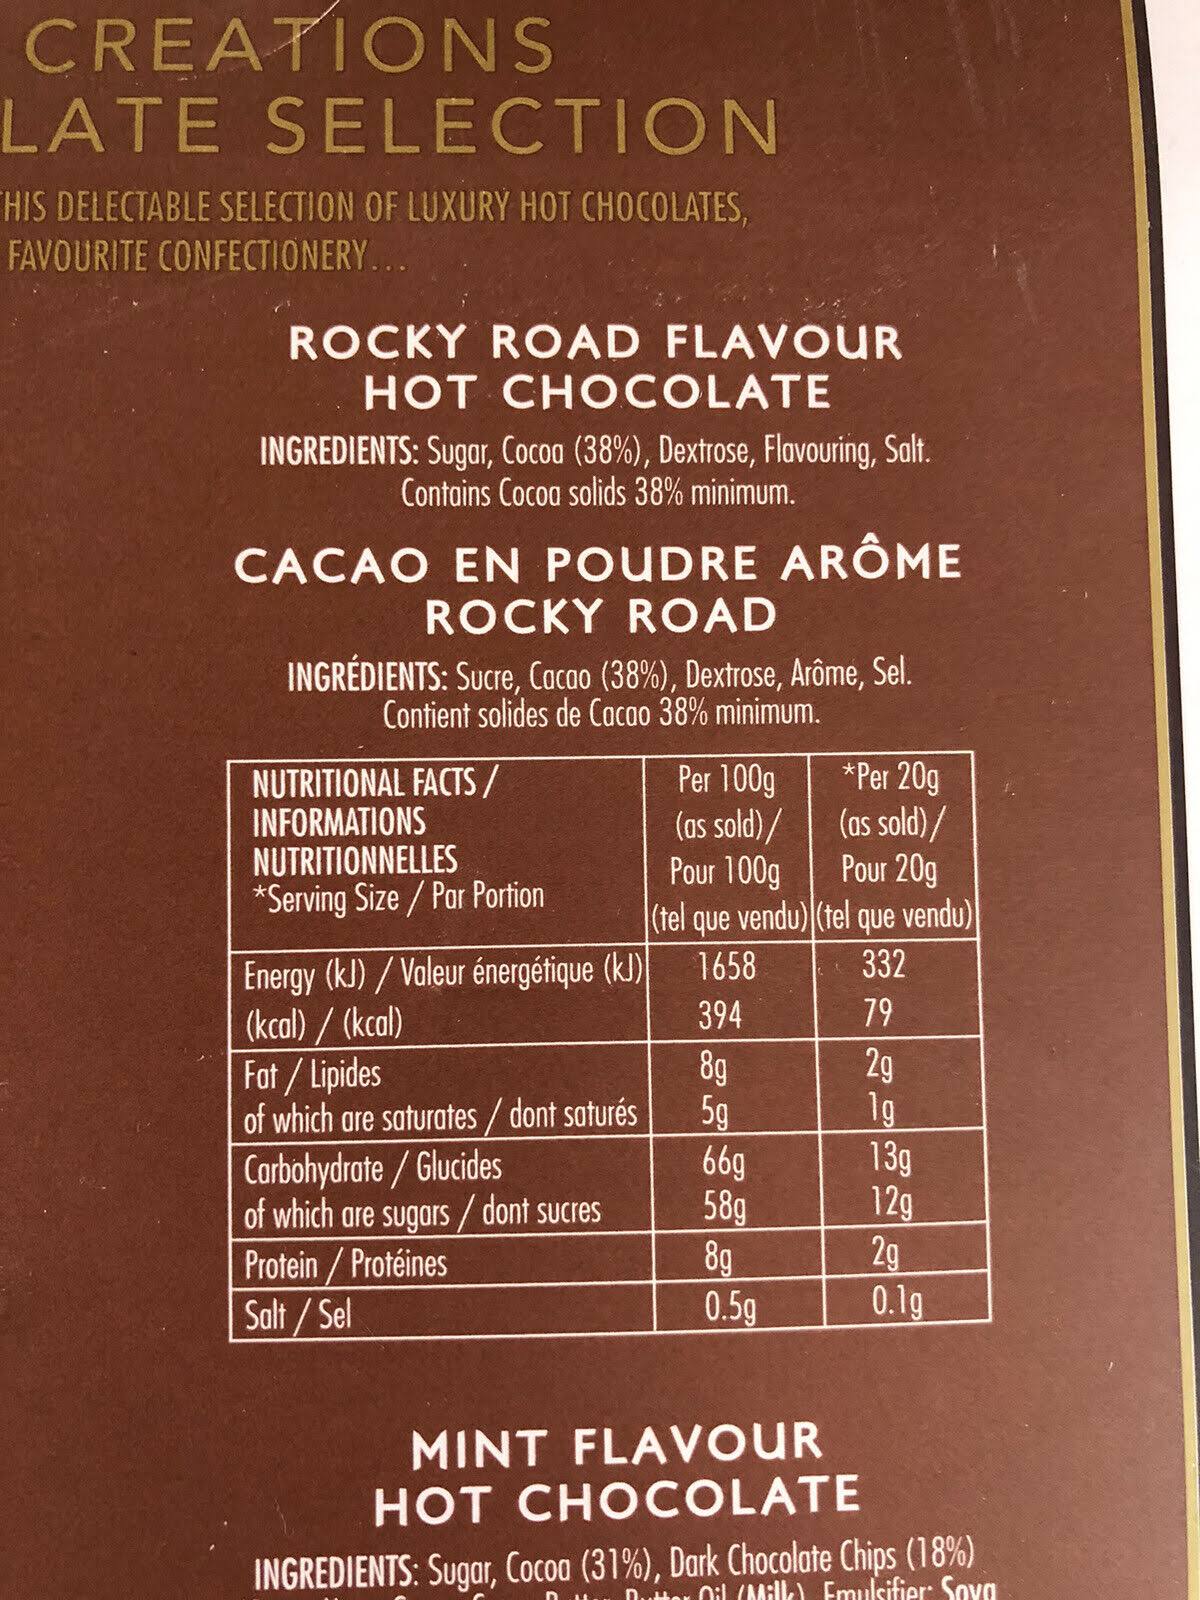 CREATIONS
LATE SELECTION
THIS DELECTABLE SELECTION OF LUXURY HOT CHOCOLATES,
FAVOURITE CONFECTIONERY...
ROCKY ROAD FLAVOUR
HOT CHOCOLATE
INGREDIENTS: Sugar, Cocoa (38%), Dextrose, Flavouring, Salt.
Contains Cocoa solids 38% minimum.
CACAO EN POUDRE ARÔME
ROCKY ROAD
INGRÉDIENTS: Sucre, Cacao (38%), Dextrose, Arôme, Sel.
Contient solides de Cacao 38% minimum.
NUTRITIONAL FACTS / Per 100g *Per 20g
INFORMATIONS (as sold)/ (as sold)/
NUTRITIONNELLES Pour 100g Pour 20g
*Serving Size / Par Portion (tel que vendu) (tel que vendu)
Energy (kJ) / Valeur énergétique (kJ) 1658 332
(kcal) / (kcal) 394 79
Fat / Lipides 8g 2g
of which are saturates / dont saturés 5g 1g
Carbohydrate / Glucides 66g 13g
of which are sugars / dont sucres 58g 12g
Protein / Protéines 8g 2g
Salt / Sel 0.5g 0.1g
MINT FLAVOUR
HOT CHOCOLATE
INGREDIENTS: Sugar, Cocoa (31%), Dark Chocolate Chips (18%)
Butter Oil (Milk), Emulsifier: Soya